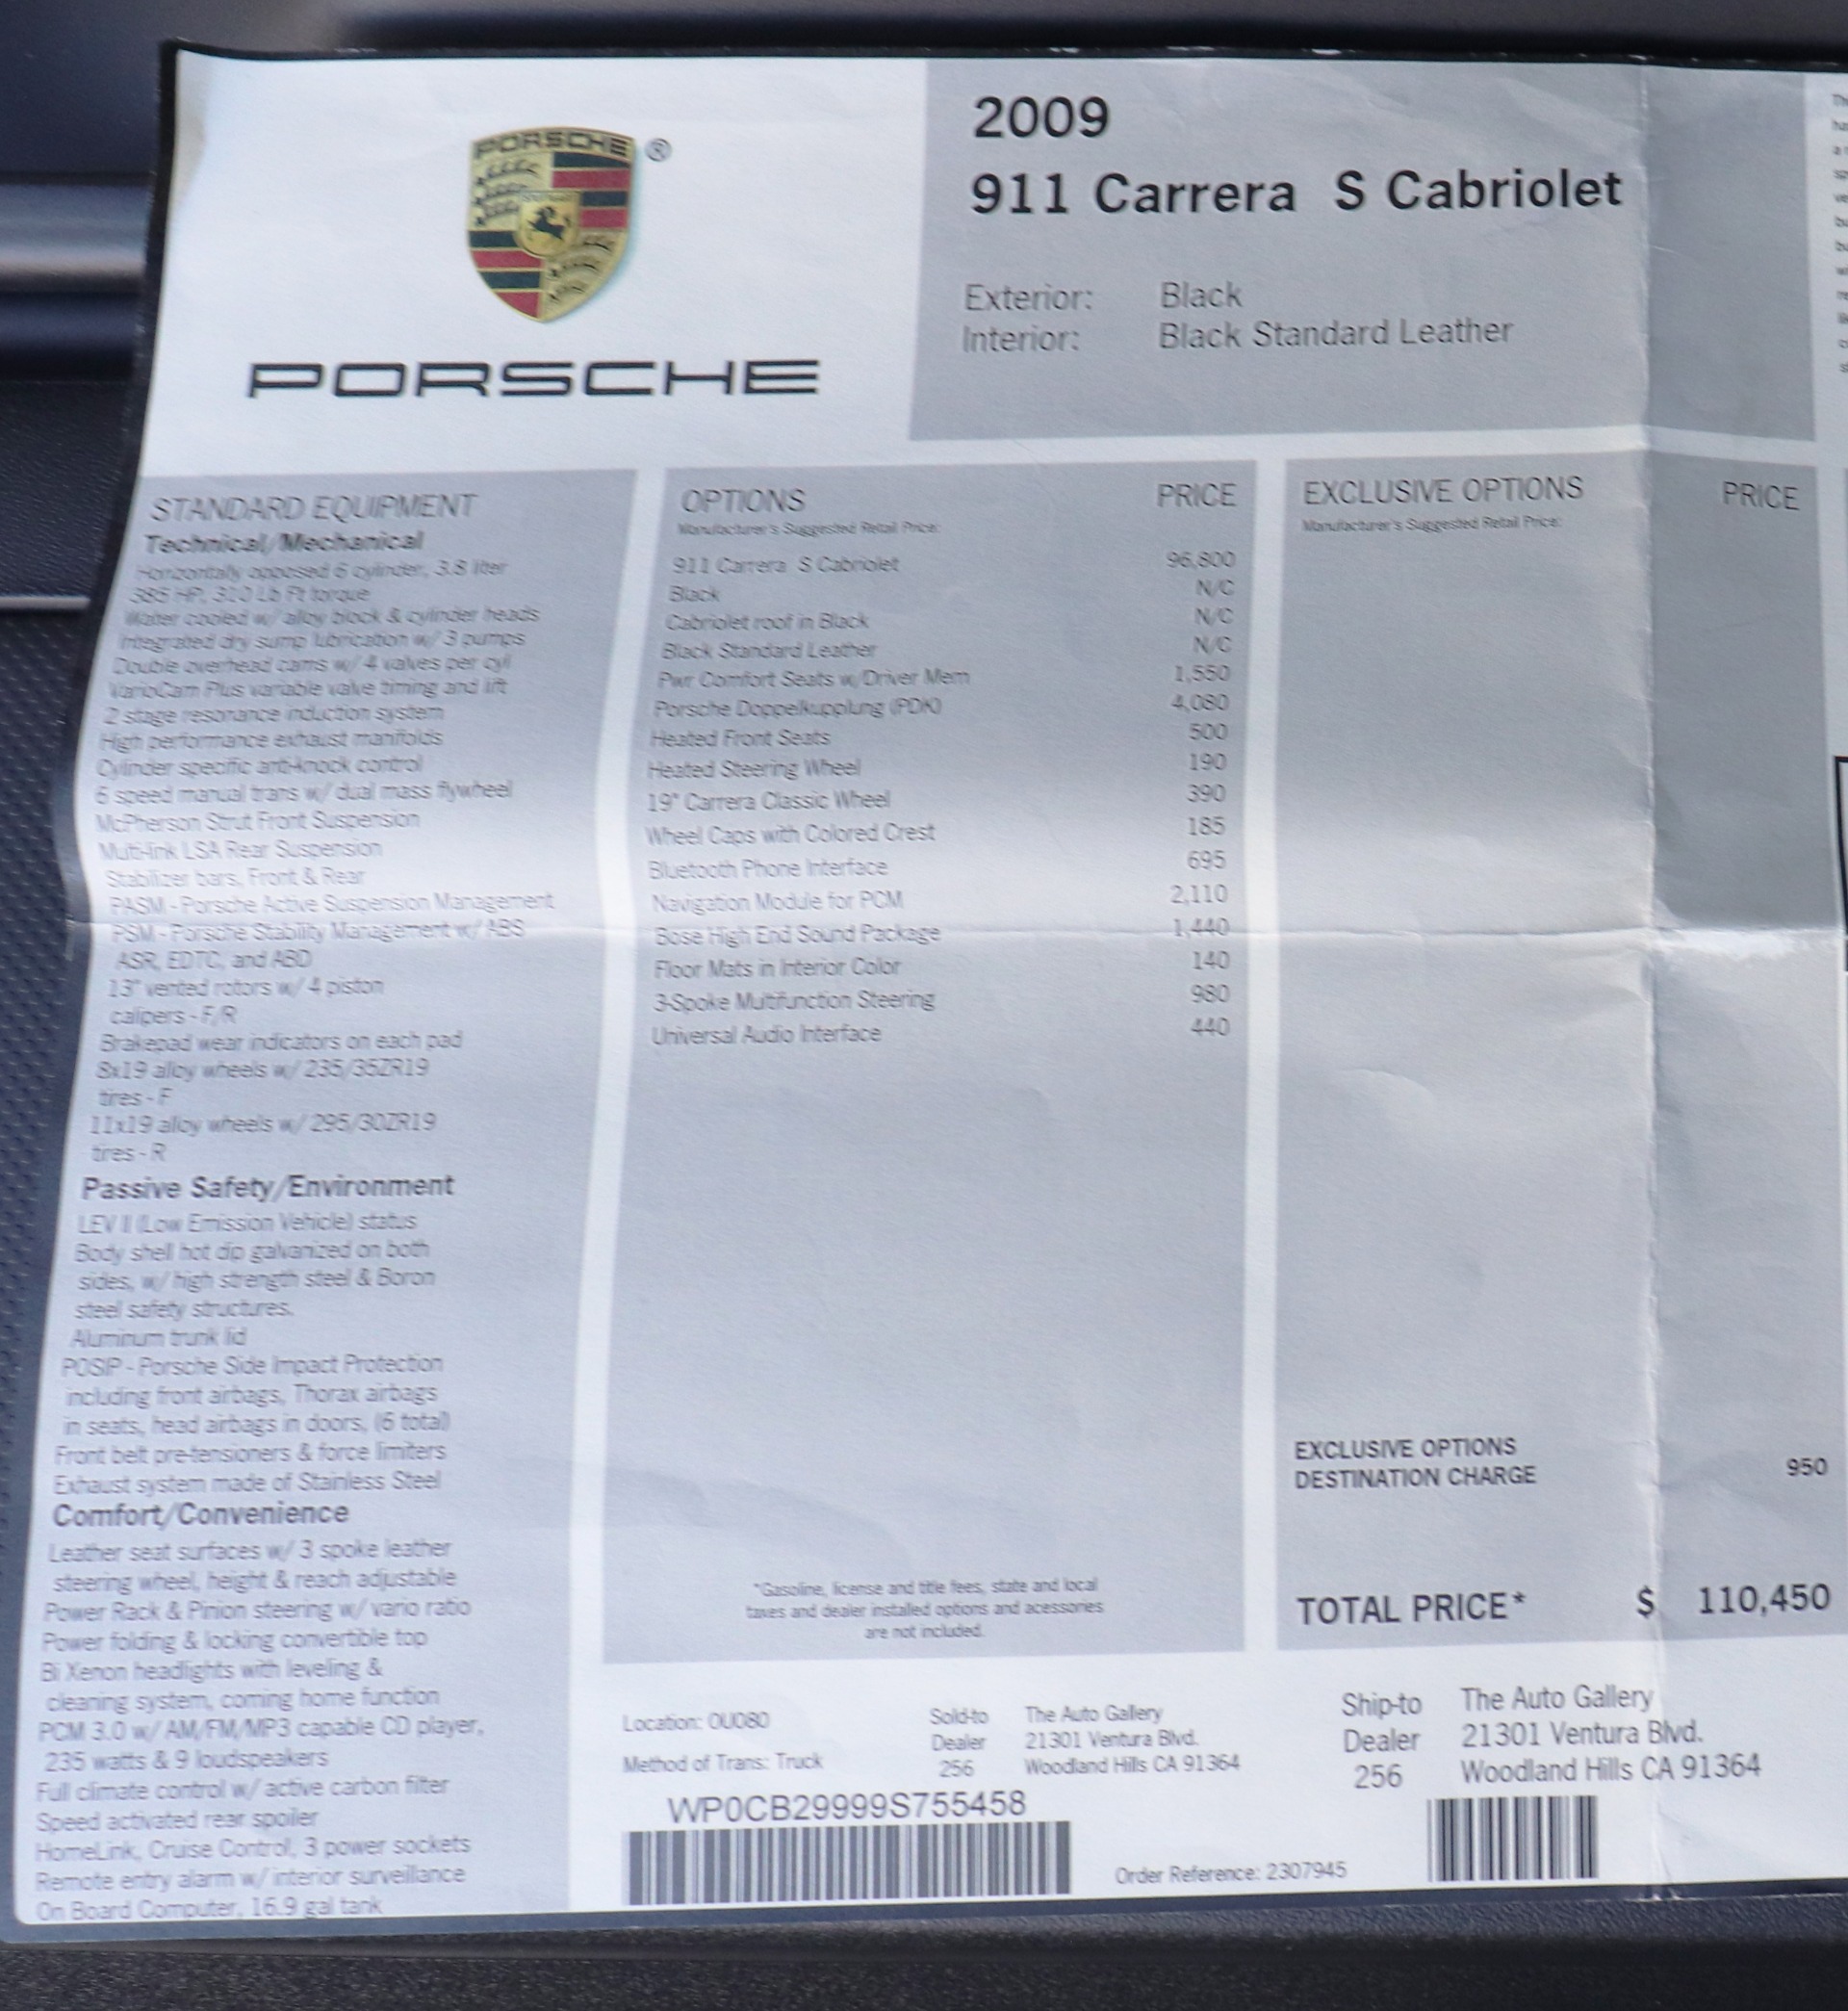 PORSCHE
®
PORSCHE
2009
911 Carrera S Cabriolet
Exterior: Black
Interior: Black Standard Leather
STANDARD EQUIPMENT
Technical/Mechanical
Horizontally opposed 6 cylinder, 3.8 liter
385 HP, 310 Lb Ft torque
Water cooled w/ alloy block & cylinder heads
Integrated dry sump lubrication w/ 3 pumps
Double overhead cams w/ 4 valves per cyl
VarioCam Plus variable valve timing and lift
2 stage resonance induction system
High performance exhaust manifolds
Cylinder specific anti-knock control
6 speed manual trans w/ dual mass flywheel
McPherson Strut Front Suspension
Multi-link LSA Rear Suspension
Stabilizer bars, Front & Rear
PASM - Porsche Active Suspension Management
PSM - Porsche Stability Management w/ ABS
ASR, EDTC, and ABD
13" vented rotors w/ 4 piston
calipers - F/R
Brakepad wear indicators on each pad
8x19 alloy wheels w/ 235/35ZR19
tires - F
11x19 alloy wheels w/ 295/30ZR19
tires - R
Passive Safety/Environment
LEV II (Low Emission Vehicle) status
Body shell hot dip galvanized on both
sides, w/ high strength steel & Boron
steel safety structures.
Aluminum trunk lid
POSIP - Porsche Side Impact Protection
including front airbags, Thorax airbags
in seats, head airbags in doors, (6 total)
Front belt pre-tensioners & force limiters
Exhaust system made of Stainless Steel
Comfort/Convenience
Leather seat surfaces w/ 3 spoke leather
steering wheel, height & reach adjustable
Power Rack & Pinion steering w/ vario ratio
Power folding & locking convertible top
Bi Xenon headlights with leveling &
cleaning system, coming home function
PCM 3.0 w/ AM/FM/MP3 capable CD player,
235 watts & 9 loudspeakers
Full climate control w/ active carbon filter
Speed activated rear spoiler
HomeLink, Cruise Control, 3 power sockets
Remote entry alarm w/ interior surveillance
On Board Computer, 16.9 gal tank
OPTIONS PRICE
Manufacturer's Suggested Retail Price:
911 Carrera S Cabriolet 96,800
Black N/C
Cabriolet roof in Black N/C
Black Standard Leather N/C
Pwr Comfort Seats w/Driver Mem 1,550
Porsche Doppelkupplung (PDK) 4,080
Heated Front Seats 500
Heated Steering Wheel 190
19" Carrera Classic Wheel 390
Wheel Caps with Colored Crest 185
Bluetooth Phone Interface 695
Navigation Module for PCM 2,110
Bose High End Sound Package 1,440
Floor Mats in Interior Color 140
3-Spoke Multifunction Steering 980
Universal Audio Interface 440
*Gasoline, license and title fees, state and local
taxes and dealer installed options and acessories
are not included.
EXCLUSIVE OPTIONS PRICE
Manufacturer's Suggested Retail Price:
EXCLUSIVE OPTIONS
DESTINATION CHARGE 950
TOTAL PRICE* $ 110,450
Location: OU080
Method of Trans: Truck
Sold-to The Auto Gallery
Dealer 21301 Ventura Blvd.
256 Woodland Hills CA 91364
Ship-to The Auto Gallery
Dealer 21301 Ventura Blvd.
256 Woodland Hills CA 91364
WP0CB29999S755458
Order Reference: 2307945